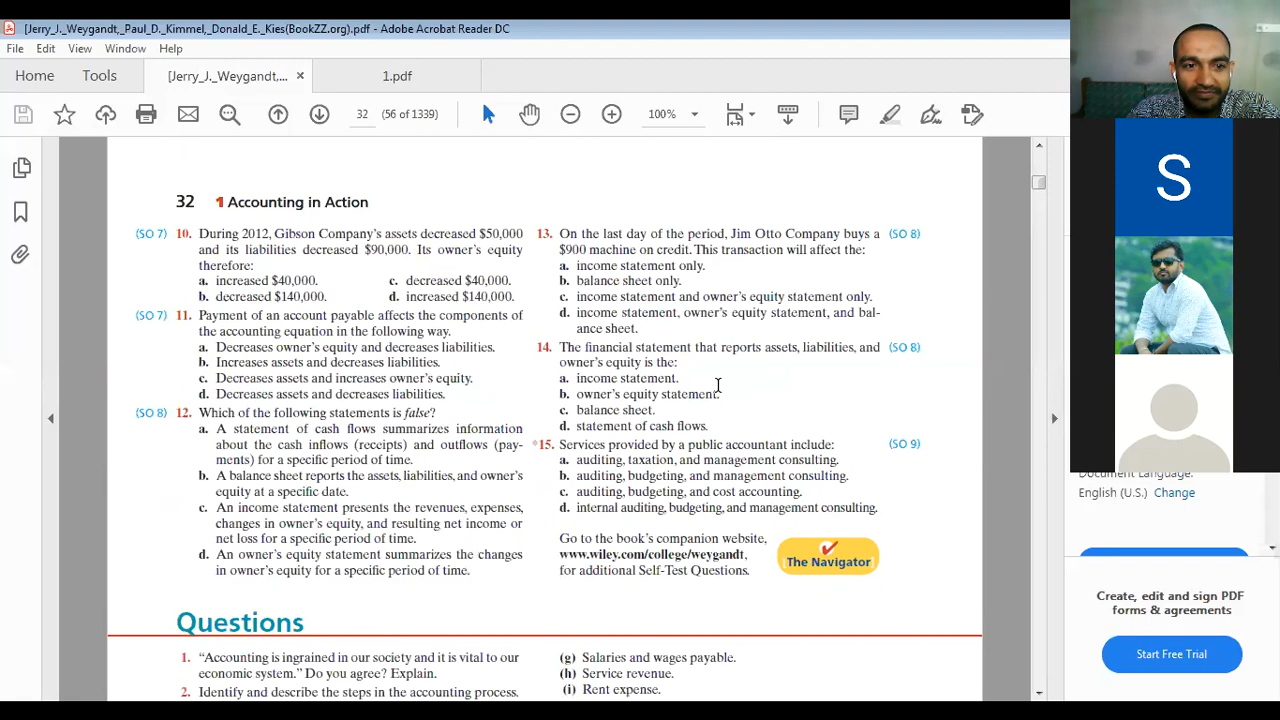 [Jerry_J._Weygandt,_Paul_D._Kimmel,_Donald_E._Kies(BookZZ.org).pdf - Adobe Acrobat Reader DC
File Edit View Window Help
Home Tools [Jerry_J._Weygandt,... × 1.pdf
32 (56 of 1339) 100%
32 1 Accounting in Action
(SO 7) 10. During 2012, Gibson Company's assets decreased $50,000
and its liabilities decreased $90,000. Its owner's equity
therefore:
a. increased $40,000. c. decreased $40,000.
b. decreased $140,000. d. increased $140,000.
(SO 7) 11. Payment of an account payable affects the components of
the accounting equation in the following way.
a. Decreases owner's equity and decreases liabilities.
b. Increases assets and decreases liabilities.
c. Decreases assets and increases owner's equity.
d. Decreases assets and decreases liabilities.
(SO 8) 12. Which of the following statements is false?
a. A statement of cash flows summarizes information
about the cash inflows (receipts) and outflows (pay-
ments) for a specific period of time.
b. A balance sheet reports the assets, liabilities, and owner's
equity at a specific date.
c. An income statement presents the revenues, expenses,
changes in owner's equity, and resulting net income or
net loss for a specific period of time.
d. An owner's equity statement summarizes the changes
in owner's equity for a specific period of time.
13. On the last day of the period, Jim Otto Company buys a (SO 8)
$900 machine on credit. This transaction will affect the:
a. income statement only.
b. balance sheet only.
c. income statement and owner's equity statement only.
d. income statement, owner's equity statement, and bal-
ance sheet.
14. The financial statement that reports assets, liabilities, and (SO 8)
owner's equity is the:
a. income statement.
b. owner's equity statement.
c. balance sheet.
d. statement of cash flows.
*15. Services provided by a public accountant include: (SO 9)
a. auditing, taxation, and management consulting.
b. auditing, budgeting, and management consulting.
c. auditing, budgeting, and cost accounting.
d. internal auditing, budgeting, and management consulting.
Go to the book's companion website,
www.wiley.com/college/weygandt,
for additional Self-Test Questions.
The Navigator
Questions
1. "Accounting is ingrained in our society and it is vital to our
economic system." Do you agree? Explain.
2. Identify and describe the steps in the accounting process.
(g) Salaries and wages payable.
(h) Service revenue.
(i) Rent expense.
S
Document Language:
English (U.S.) Change
Create, edit and sign PDF
forms & agreements
Start Free Trial